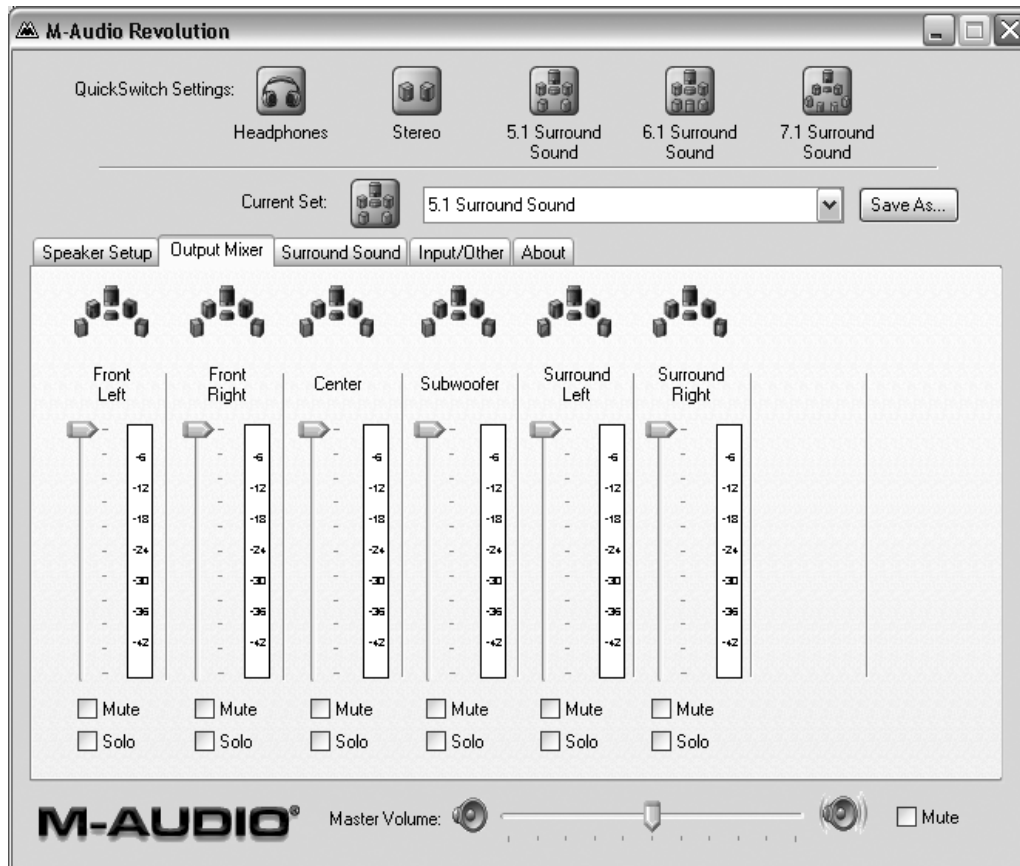 M-Audio Revolution
QuickSwitch Settings:
Headphones
Stereo
5.1 Surround
Sound
6.1 Surround
Sound
7.1 Surround
Sound
Current Set:
5.1 Surround Sound
Save As...
Speaker Setup
Output Mixer
Surround Sound
Input/Other
About
Front
Left
Front
Right
Center
Subwoofer
Surround
Left
Surround
Right
-6
-12
-18
-24
-30
-36
-42
-6
-12
-18
-24
-30
-36
-42
-6
-12
-18
-24
-30
-36
-42
-6
-12
-18
-24
-30
-36
-42
-6
-12
-18
-24
-30
-36
-42
-6
-12
-18
-24
-30
-36
-42
Mute
Mute
Mute
Mute
Mute
Mute
Solo
Solo
Solo
Solo
Solo
Solo
M-AUDIO®
Master Volume:
Mute